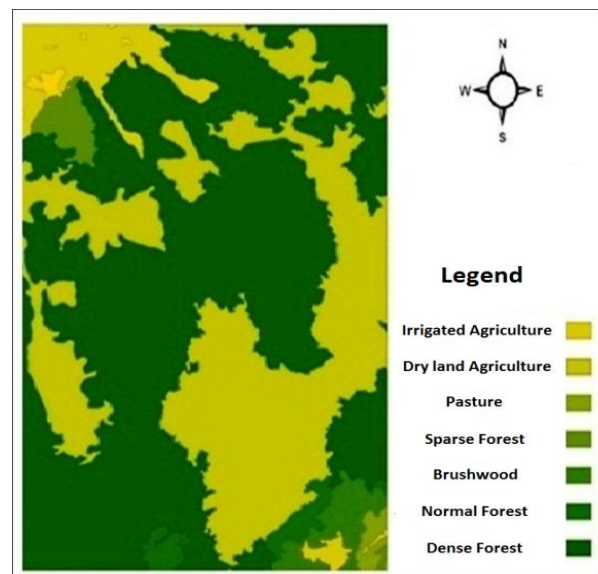 N
W E
S
Legend
Irrigated Agriculture
Dry land Agriculture
Pasture
Sparse Forest
Brushwood
Normal Forest
Dense Forest